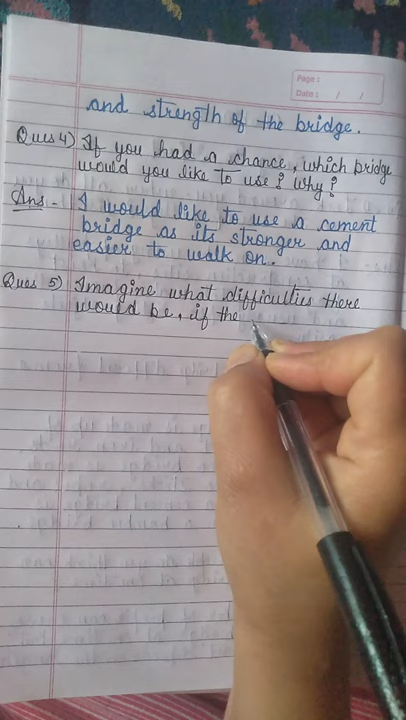 Page :
Date : / /
and strength of the bridge.
Ques 4) If you had a chance, which bridge
would you like to use? Why?
Ans - I would like to use a cement
bridge as its stronger and
easier to walk on.
Ques 5) Imagine what difficulties there
would be, if the